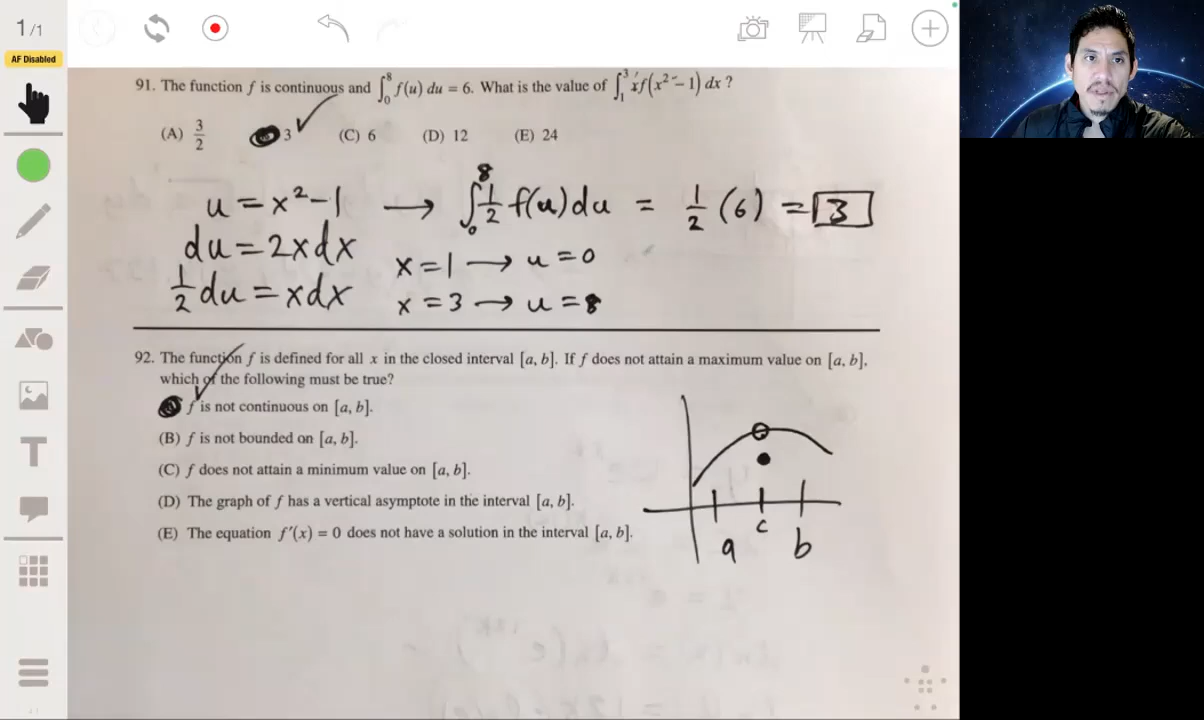 1/1
AF Disabled
91. The function f is continuous and ∫₀⁸ f(u) du = 6. What is the value of ∫₁³ xf(x² − 1) dx ?
(A) 3/2 3 ✓ (C) 6 (D) 12 (E) 24
u = x² − 1 → ∫₀⁸ 1/2 f(u) du = 1/2 (6) = 3
du = 2x dx
x = 1 → u = 0
1/2 du = x dx
x = 3 → u = 8
92. The function f is defined for all x in the closed interval [a, b]. If f does not attain a maximum value on [a, b],
which of the following must be true?
f is not continuous on [a, b].
(B) f is not bounded on [a, b].
(C) f does not attain a minimum value on [a, b].
(D) The graph of f has a vertical asymptote in the interval [a, b].
(E) The equation f′(x) = 0 does not have a solution in the interval [a, b].
a c b
T